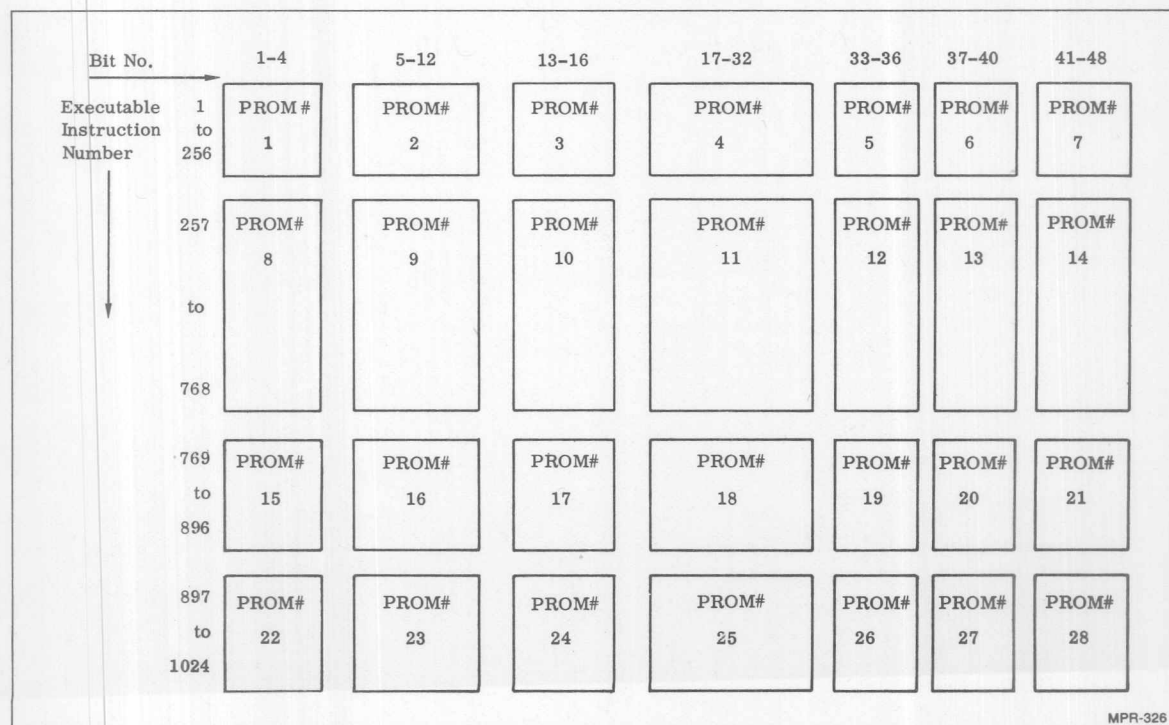 Bit No. 1-4 5-12 13-16 17-32 33-36 37-40 41-48
Executable 1 PROM# PROM# PROM# PROM# PROM# PROM# PROM#
Instruction to
Number 256 1 2 3 4 5 6 7
257 PROM# PROM# PROM# PROM# PROM# PROM# PROM#
8 9 10 11 12 13 14
to
768
769 PROM# PROM# PROM# PROM# PROM# PROM# PROM#
to 15 16 17 18 19 20 21
896
897 PROM# PROM# PROM# PROM# PROM# PROM# PROM#
to 22 23 24 25 26 27 28
1024
MPR-326